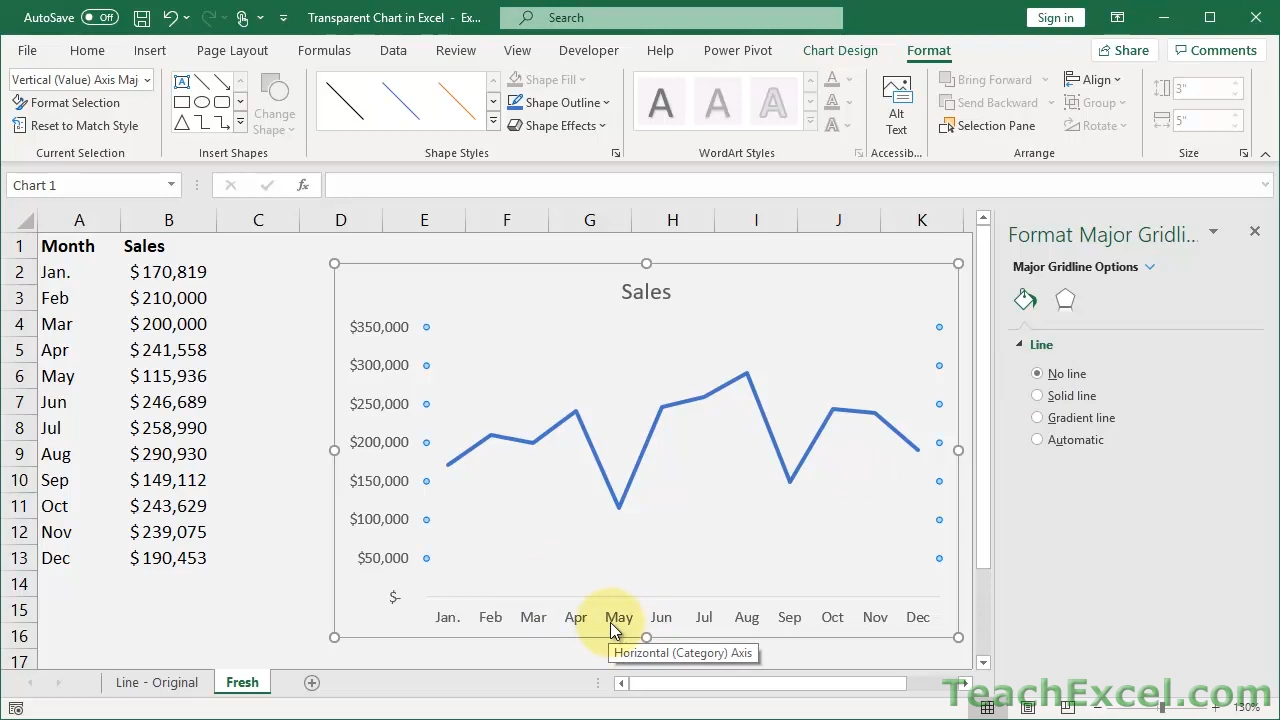 AutoSave Off Transparent Chart in Excel - Ex... Search Sign in
File Home Insert Page Layout Formulas Data Review View Developer Help Power Pivot Chart Design Format Share Comments
Vertical (Value) Axis Maj
Format Selection
Reset to Match Style
Current Selection
Change
Shape
Insert Shapes
Shape Fill
Shape Outline
Shape Effects
Shape Styles
A A A
WordArt Styles
Alt
Text
Accessib...
Bring Forward
Send Backward
Selection Pane
Align
Group
Rotate
Arrange
3"
5"
Size
Chart 1 fx
A B C D E F G H I J K
1 Month Sales
2 Jan. $170,819
3 Feb $210,000
4 Mar $200,000
5 Apr $241,558
6 May $115,936
7 Jun $246,689
8 Jul $258,990
9 Aug $290,930
10 Sep $149,112
11 Oct $243,629
12 Nov $239,075
13 Dec $190,453
14
15
16
17
Sales
$350,000
$300,000
$250,000
$200,000
$150,000
$100,000
$50,000
$-
Jan. Feb Mar Apr May Jun Jul Aug Sep Oct Nov Dec
Horizontal (Category) Axis
Format Major Gridli...
Major Gridline Options
Line
No line
Solid line
Gradient line
Automatic
Line - Original Fresh
TeachExcel.com
130%